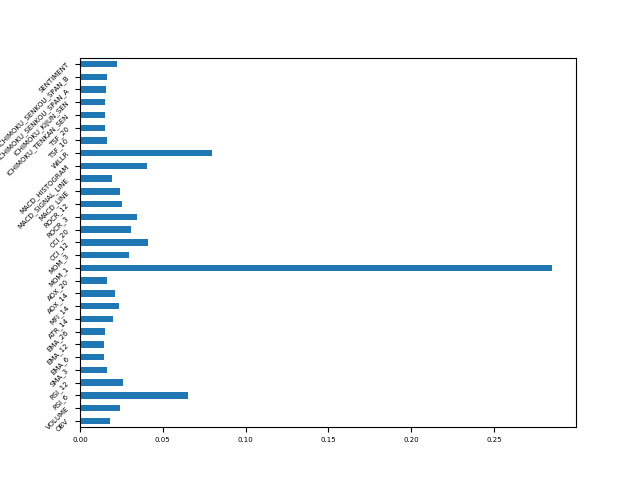 SENTIMENT
ICHIMOKU_SENKOU_SPAN_B
ICHIMOKU_SENKOU_SPAN_A
ICHIMOKU_KIJUN_SEN
ICHIMOKU_TENKAN_SEN
TSF_20
TSF_10
WILLR
MACD_HISTOGRAM
MACD_SIGNAL_LINE
MACD_LINE
ROCR_12
ROCR_3
CCI_20
CCI_12
MOM_3
MOM_1
ADX_20
ADX_14
MFI_14
ATR_14
EMA_26
EMA_12
EMA_6
SMA_3
RSI_12
RSI_6
VOLUME
OBV
0.00 0.05 0.10 0.15 0.20 0.25